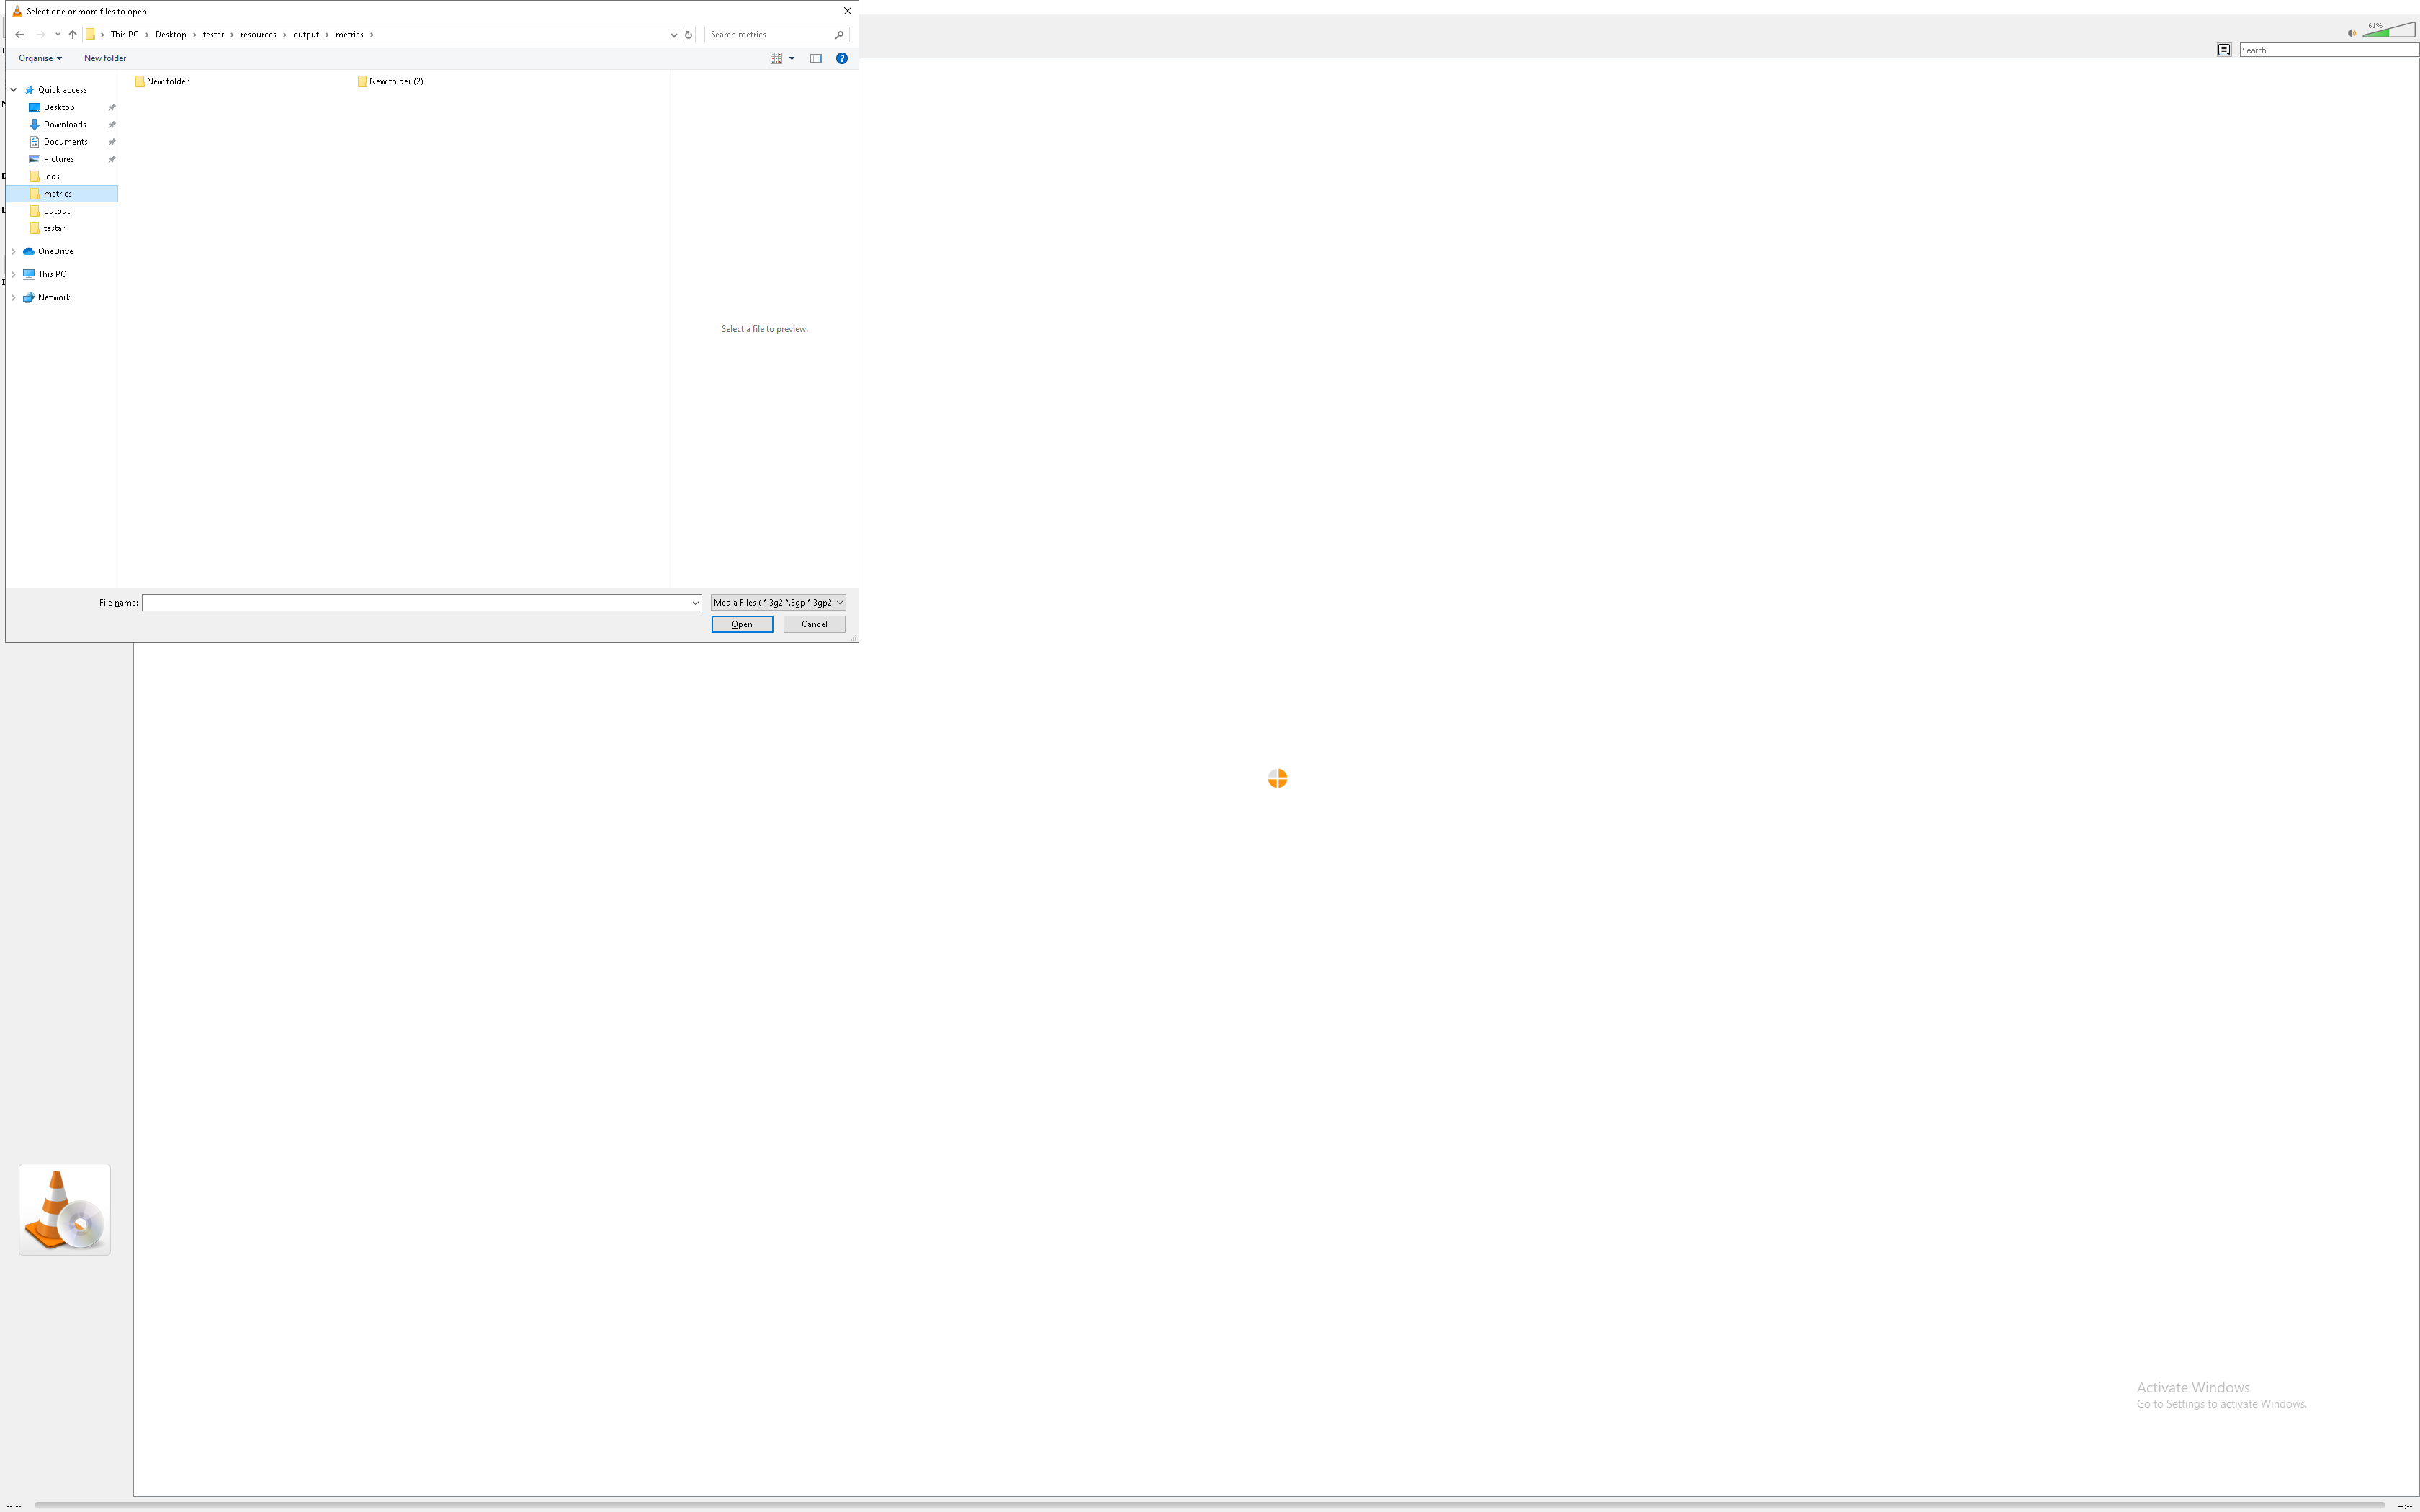 Select one or more files to open
This PC Desktop testar resources output metrics
Search metrics
61%
Organise
New folder
Search
New folder
New folder (2)
Quick access
Desktop
Downloads
Documents
Pictures
logs
metrics
output
testar
OneDrive
This PC
Network
Select a file to preview.
File name:
Media Files ( *.3g2 *.3gp *.3gp2
Open
Cancel
Activate Windows
Go to Settings to activate Windows.
--:--
--:--